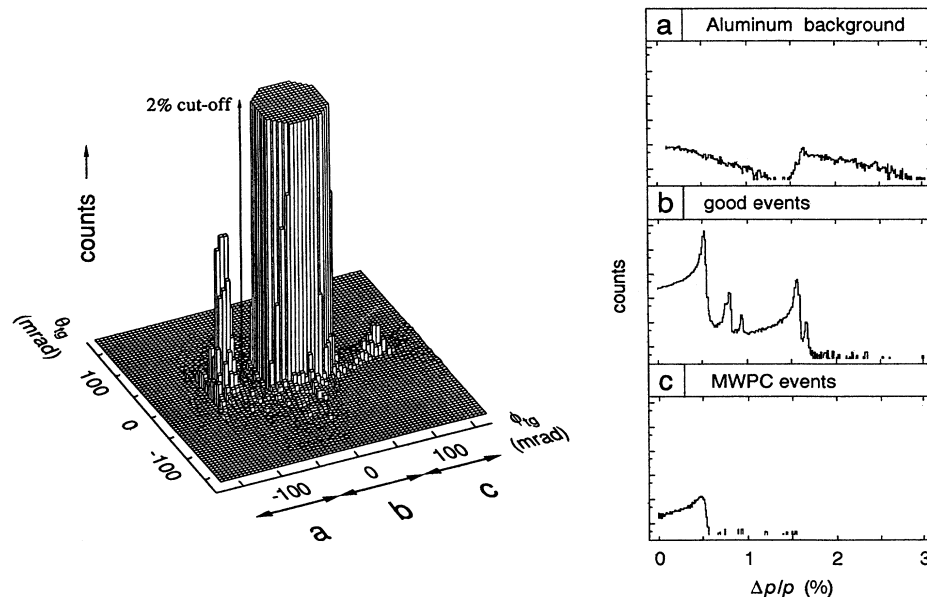 2% cut-off
counts
θtg
(mrad)
100
0
-100
-100
0
100
ϕtg
(mrad)
a
b
c
a Aluminum background
b good events
c MWPC events
counts
0 1 2 3
Δp/p (%)